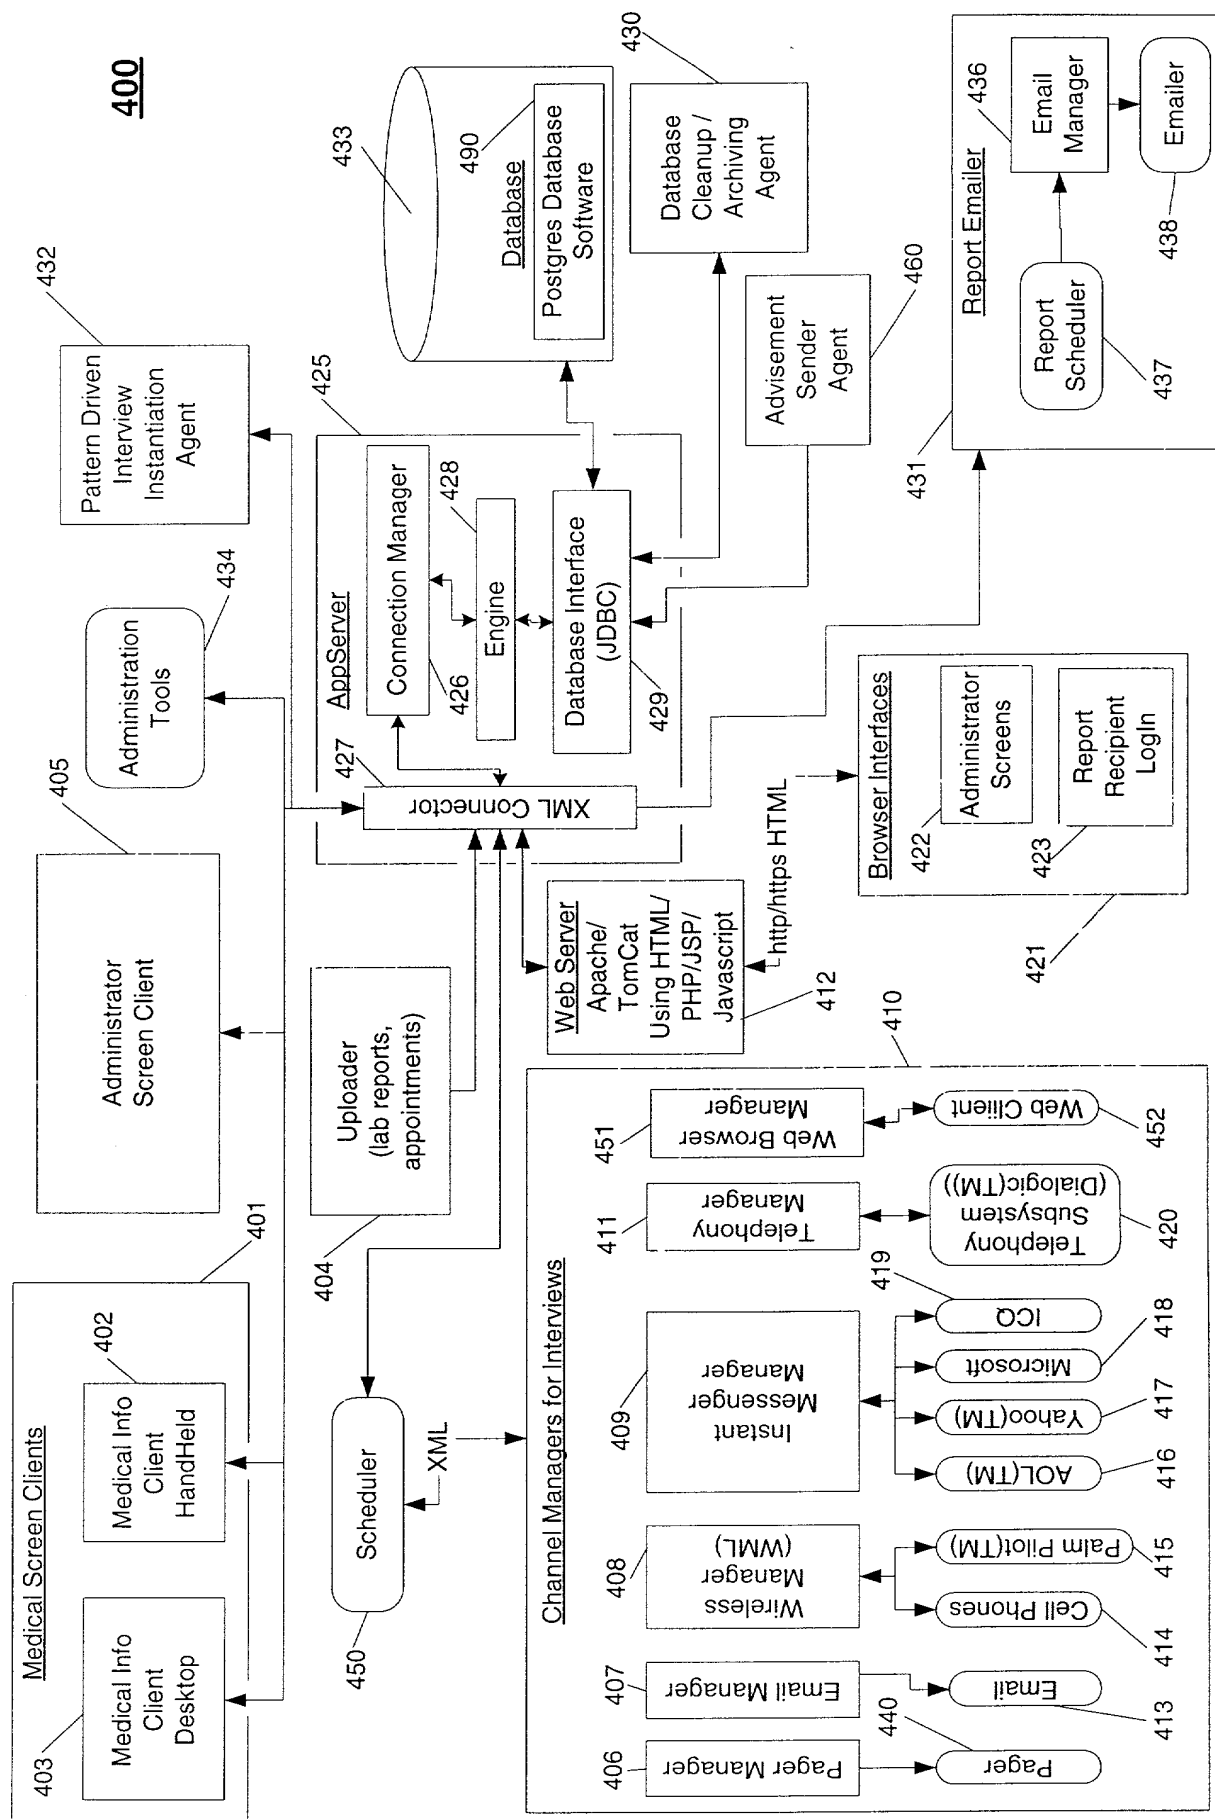 400
Medical Screen Clients
401
403
Medical Info
Client
Desktop
402
Medical Info
Client
HandHeld
405
Administrator
Screen Client
434
Administration
Tools
432
Pattern Driven
Interview
Instantiation
Agent
450
Scheduler
XML
404
Uploader
(lab reports,
appointments)
425
AppServer
427
XML Connector
Connection Manager
426
428
Engine
Database Interface
(JDBC)
429
433
Database
490
Postgres Database
Software
430
Database
Cleanup /
Archiving
Agent
460
Advisement
Sender
Agent
412
Web Server
Apache/
TomCat
Using HTML/
PHP/JSP/
Javascript
http/https HTML
421
Browser Interfaces
422
Administrator
Screens
423
Report
Recipient
LogIn
431
Report Emailer
436
Email
Manager
Report
Scheduler
437
Emailer
438
410
Channel Managers for Interviews
406
Pager Manager
440
Pager
407
Email Manager
Email
413
408
Wireless
Manager
(WML)
Cell Phones
414
Palm Pilot(TM)
415
409
Instant
Messenger
Manager
AOL(TM)
416
Yahoo(TM)
417
Microsoft
418
ICQ
419
411
Telephony
Manager
Telephony
Subsystem
(Dialogic(TM))
420
451
Web Browser
Manager
Web Cliient
452